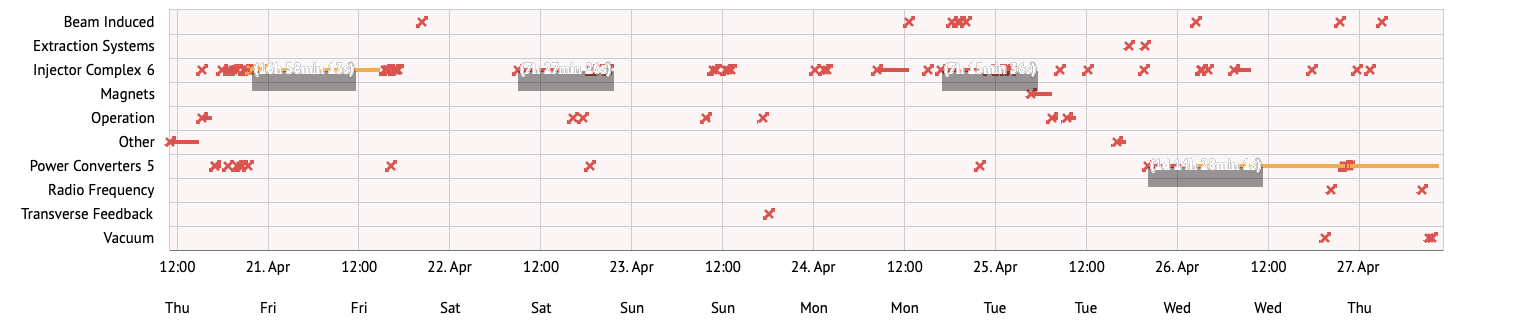 Beam Induced
Extraction Systems
Injector Complex 6
Magnets
Operation
Other
Power Converters 5
Radio Frequency
Transverse Feedback
Vacuum
12:00 21. Apr 12:00 22. Apr 12:00 23. Apr 12:00 24. Apr 12:00 25. Apr 12:00 26. Apr 12:00 27. Apr
Thu Fri Fri Sat Sat Sun Sun Mon Mon Tue Tue Wed Wed Thu